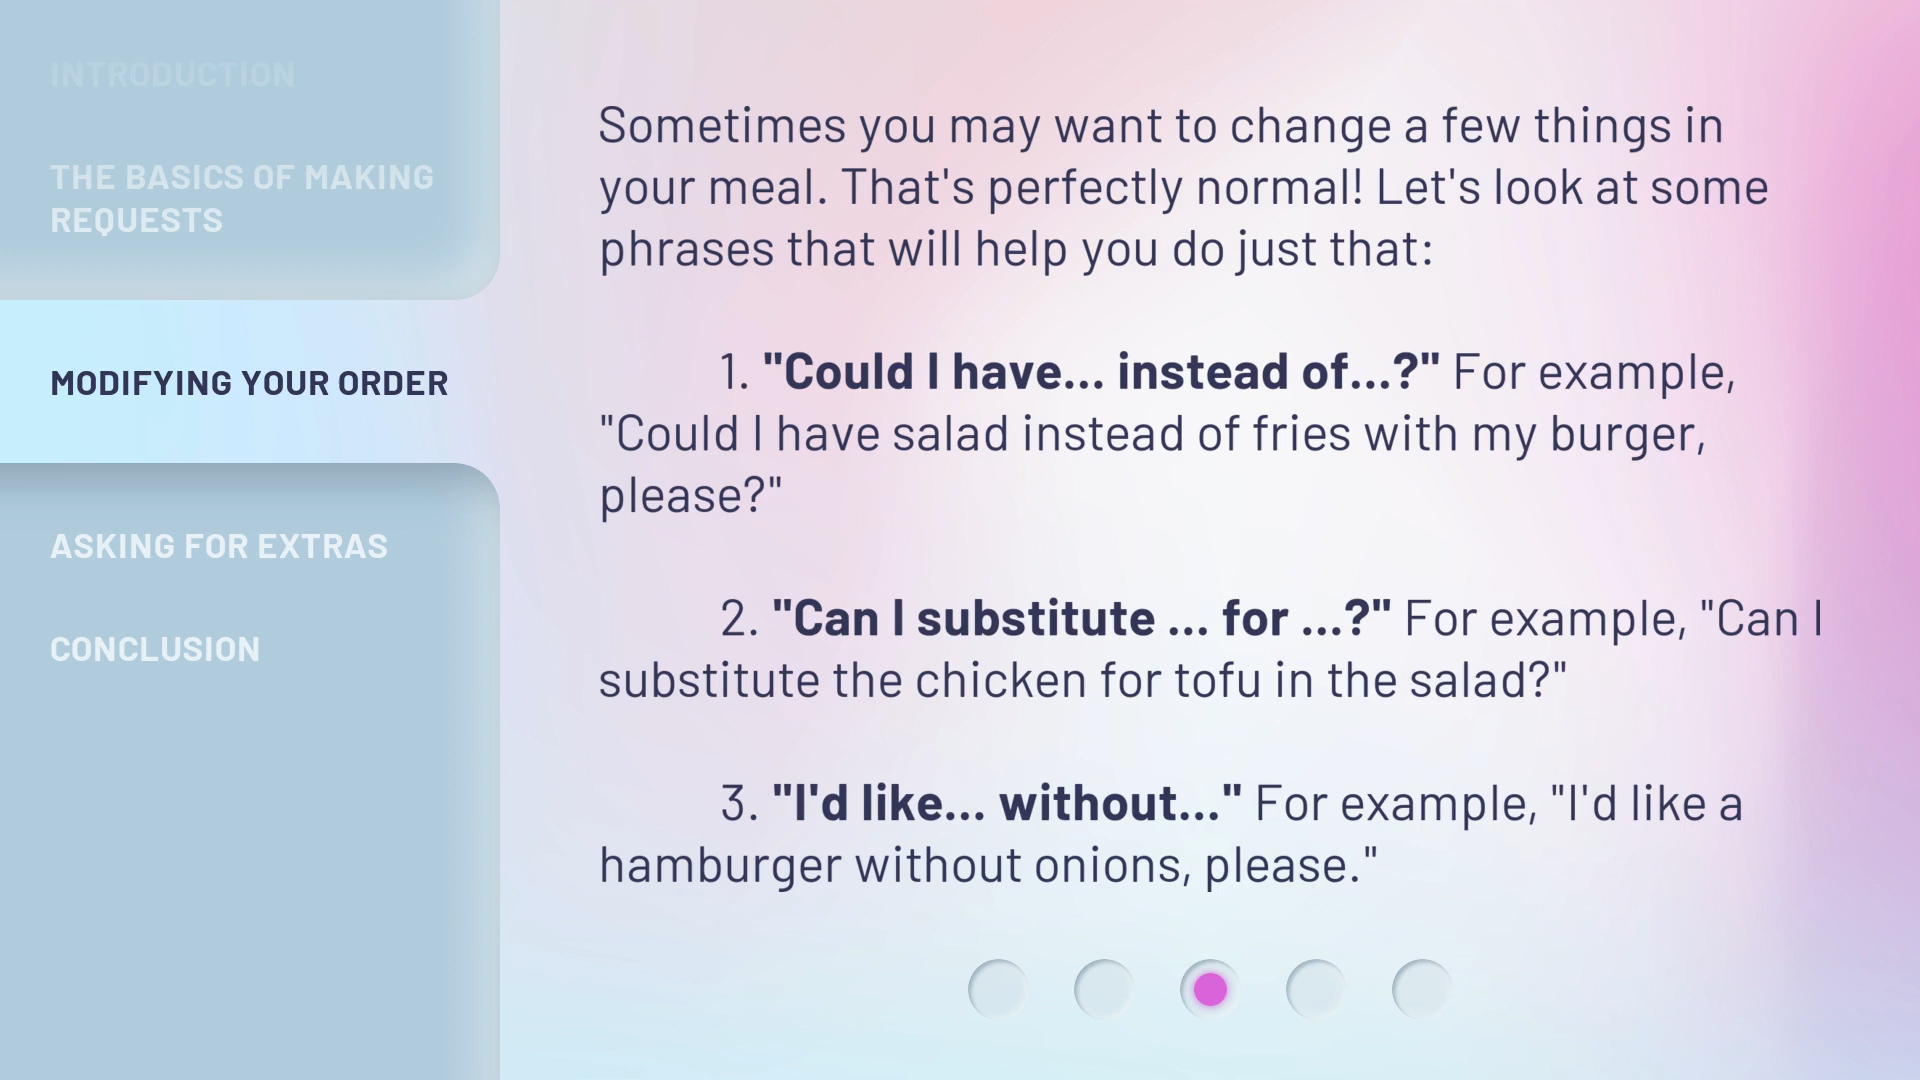 INTRODUCTION
THE BASICS OF MAKING
REQUESTS
MODIFYING YOUR ORDER
ASKING FOR EXTRAS
CONCLUSION
Sometimes you may want to change a few things in
your meal. That's perfectly normal! Let's look at some
phrases that will help you do just that:
1. "Could I have... instead of...?" For example,
"Could I have salad instead of fries with my burger,
please?"
2. "Can I substitute ... for ...?" For example, "Can I
substitute the chicken for tofu in the salad?"
3. "I'd like... without..." For example, "I'd like a
hamburger without onions, please."